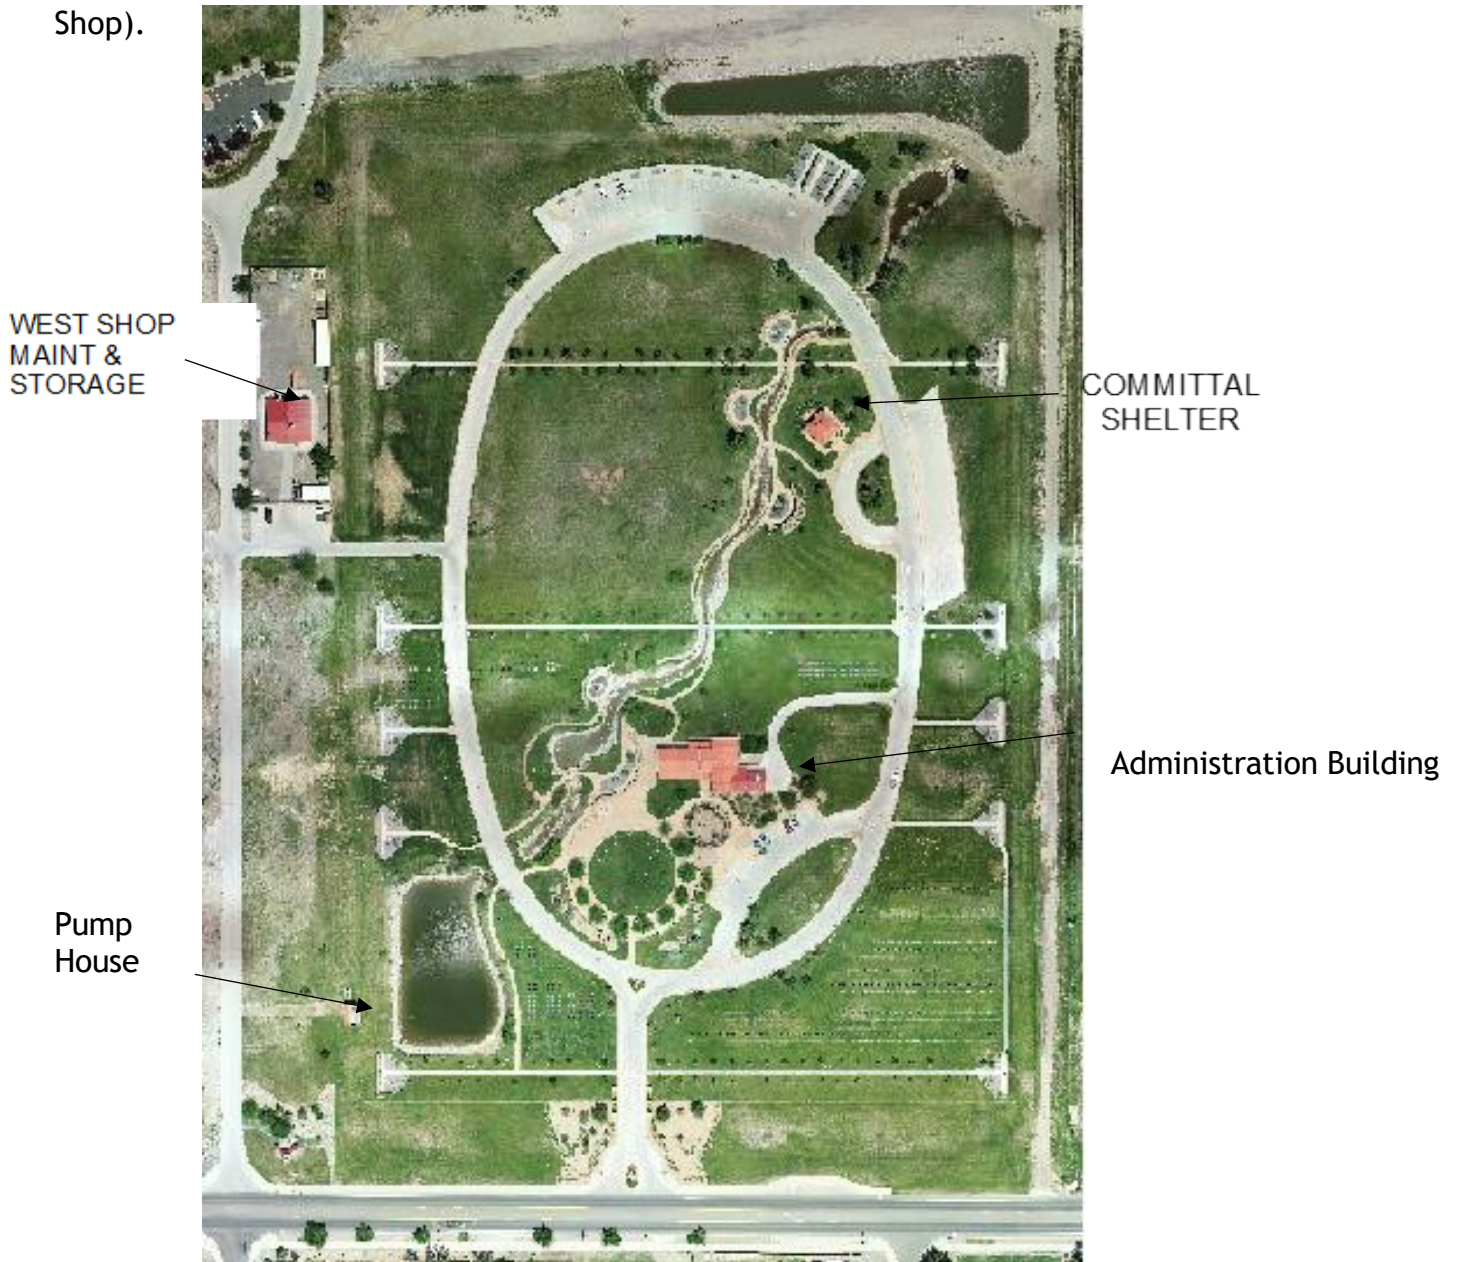 Shop).
WEST SHOP
MAINT &
STORAGE
COMMITTAL
SHELTER
Administration Building
Pump
House